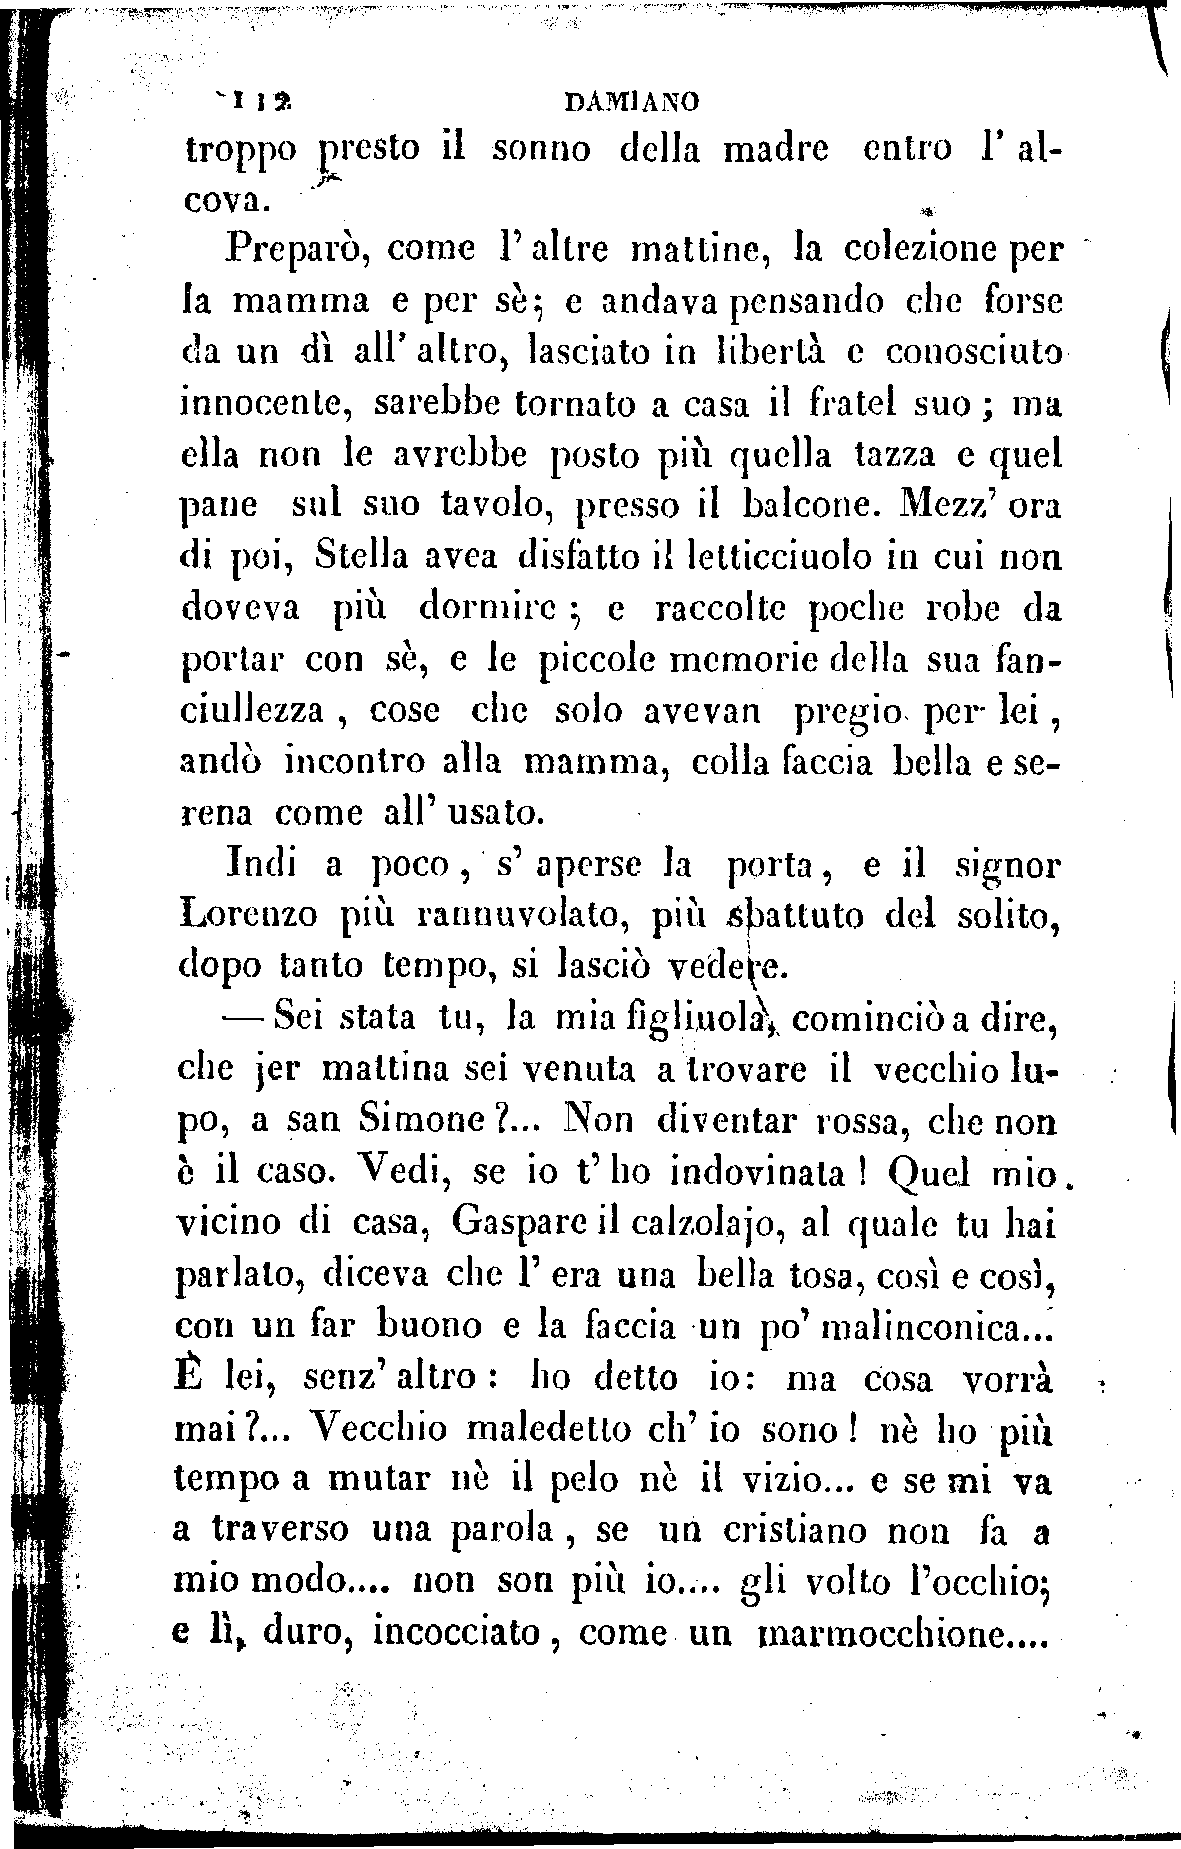 112 DAMIANO
troppo presto il sonno della madre entro l' al-
cova.
Preparò, come l' altre mattine, la colezione per
la mamma e per sè; e andava pensando che forse
da un dì all' altro, lasciato in libertà e conosciuto
innocente, sarebbe tornato a casa il fratel suo ; ma
ella non le avrebbe posto più quella tazza e quel
pane sul suo tavolo, presso il balcone. Mezz' ora
di poi, Stella avea disfatto il letticciuolo in cui non
doveva più dormire ; e raccolte poche robe da
portar con sè, e le piccole memorie della sua fan-
ciullezza , cose che solo avevan pregio per lei ,
andò incontro alla mamma, colla faccia bella e se-
rena come all' usato.
Indi a poco , s' aperse la porta , e il signor
Lorenzo più rannuvolato, più sbattuto del solito,
dopo tanto tempo, si lasciò vedere.
— Sei stata tu, la mia figliuola, cominciò a dire,
che jer mattina sei venuta a trovare il vecchio lu-
po, a san Simone ?... Non diventar rossa, che non
è il caso. Vedi, se io t' ho indovinata ! Quel mio
vicino di casa, Gaspare il calzolajo, al quale tu hai
parlato, diceva che l' era una bella tosa, così e così,
con un far buono e la faccia un po' malinconica...
È lei, senz' altro : ho detto io: ma cosa vorrà
mai ?... Vecchio maledetto ch' io sono ! nè ho più
tempo a mutar nè il pelo nè il vizio... e se mi va
a traverso una parola , se un cristiano non fa a
mio modo.... non son più io.... gli volto l'occhio;
e lì, duro, incocciato , come un marmocchione....